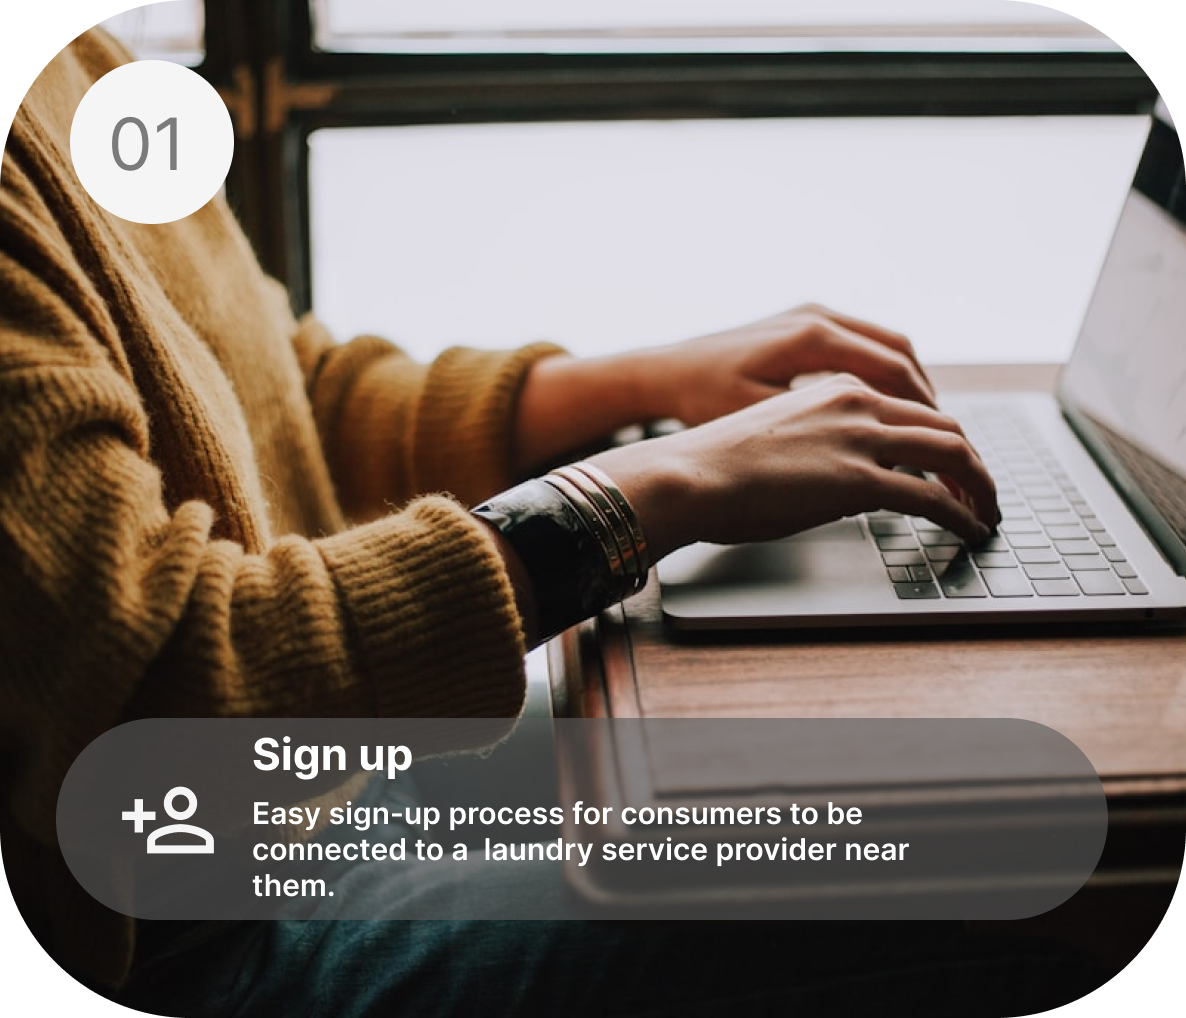 01
Sign up
Easy sign-up process for consumers to be
connected to a  laundry service provider near
them.